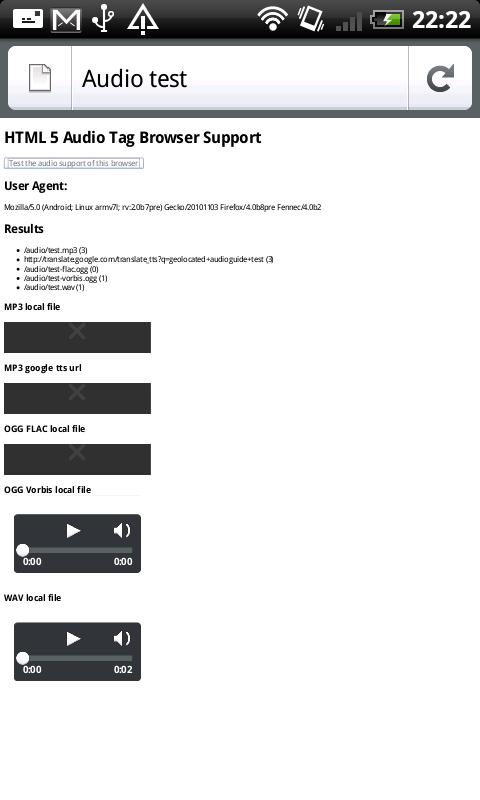 22:22
Audio test
HTML 5 Audio Tag Browser Support
Test the audio support of this browser
User Agent:
Mozilla/5.0 (Android; Linux armv7l; rv:2.0b7pre) Gecko/20101103 Firefox/4.0b8pre Fennec/4.0b2
Results
/audio/test.mp3 (3)
http://translate.google.com/translate_tts?q=geolocated+audioguide+test (3)
/audio/test-flac.ogg (0)
/audio/test-vorbis.ogg (1)
/audio/test.wav (1)
MP3 local file
MP3 google tts url
OGG FLAC local file
OGG Vorbis local file
0:00 0:00
WAV local file
0:00 0:02